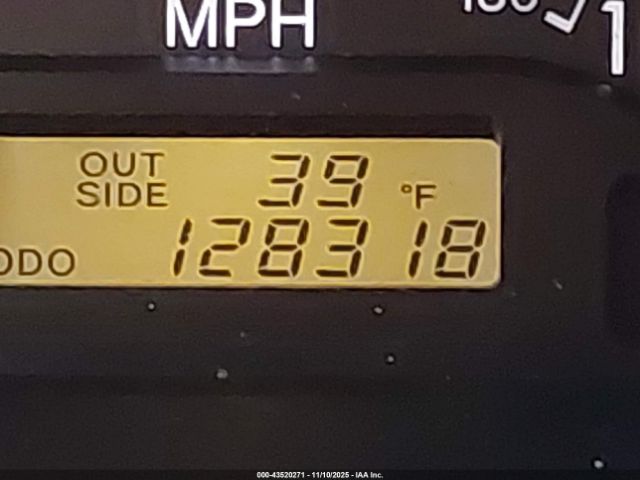 MPH
OUT
SIDE
39 °F
ODO 128318
000-43520271 - 11/10/2025 - IAA Inc.